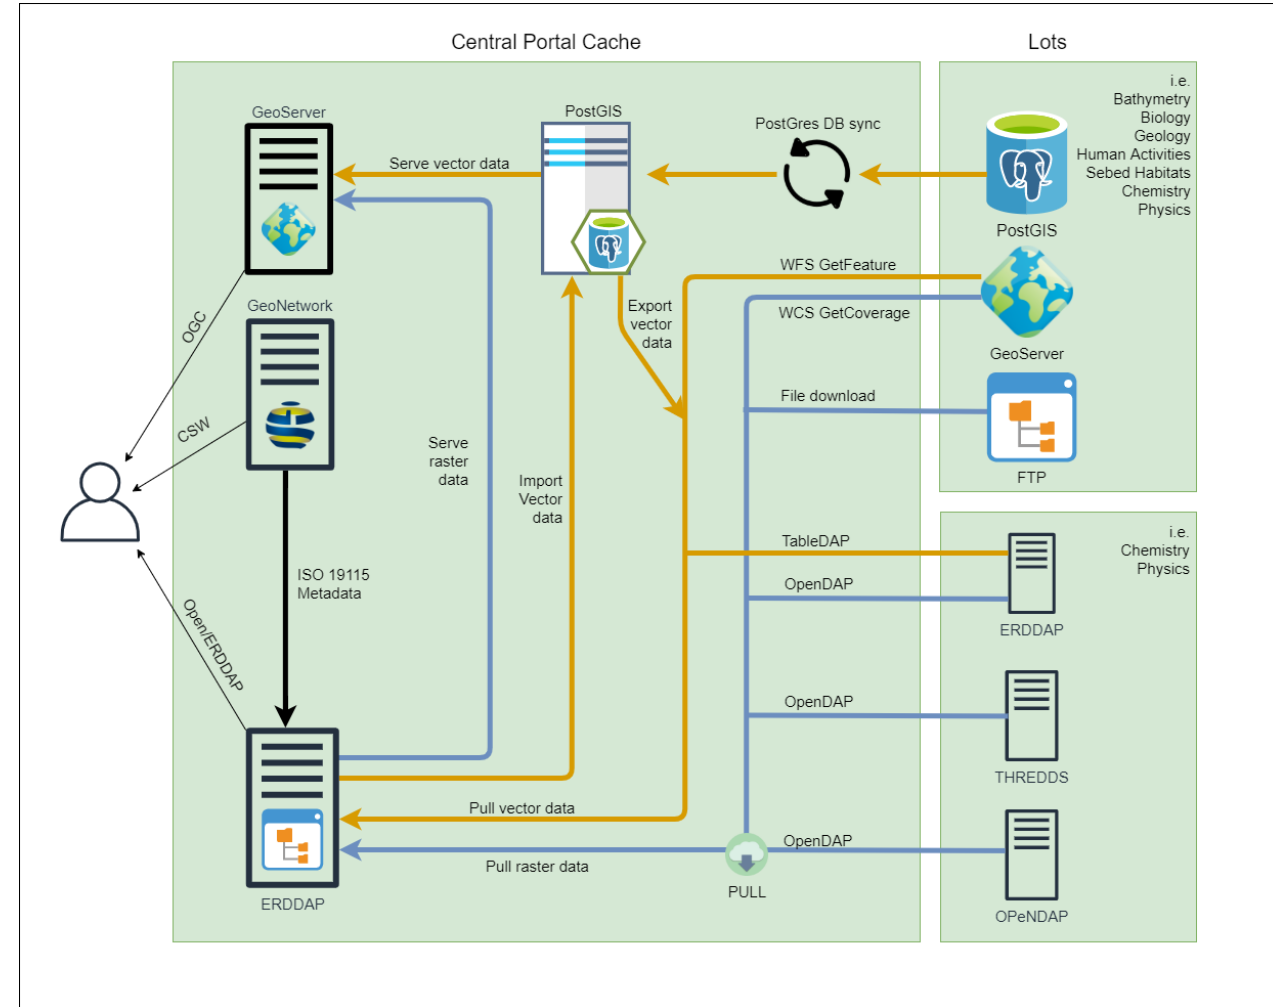 Central Portal Cache
Lots
GeoServer
PostGIS
PostGres DB sync
Serve vector data
i.e.
Bathymetry
Biology
Geology
Human Activities
Sebed Habitats
Chemistry
Physics
PostGIS
WFS GetFeature
WCS GetCoverage
GeoServer
OGC
GeoNetwork
Export
vector
data
File download
FTP
CSW
Serve
raster
data
Import
Vector
data
i.e.
Chemistry
Physics
TableDAP
OpenDAP
ERDDAP
ISO 19115
Metadata
Open/ERDDAP
OpenDAP
THREDDS
Pull vector data
OpenDAP
Pull raster data
PULL
ERDDAP
OPeNDAP